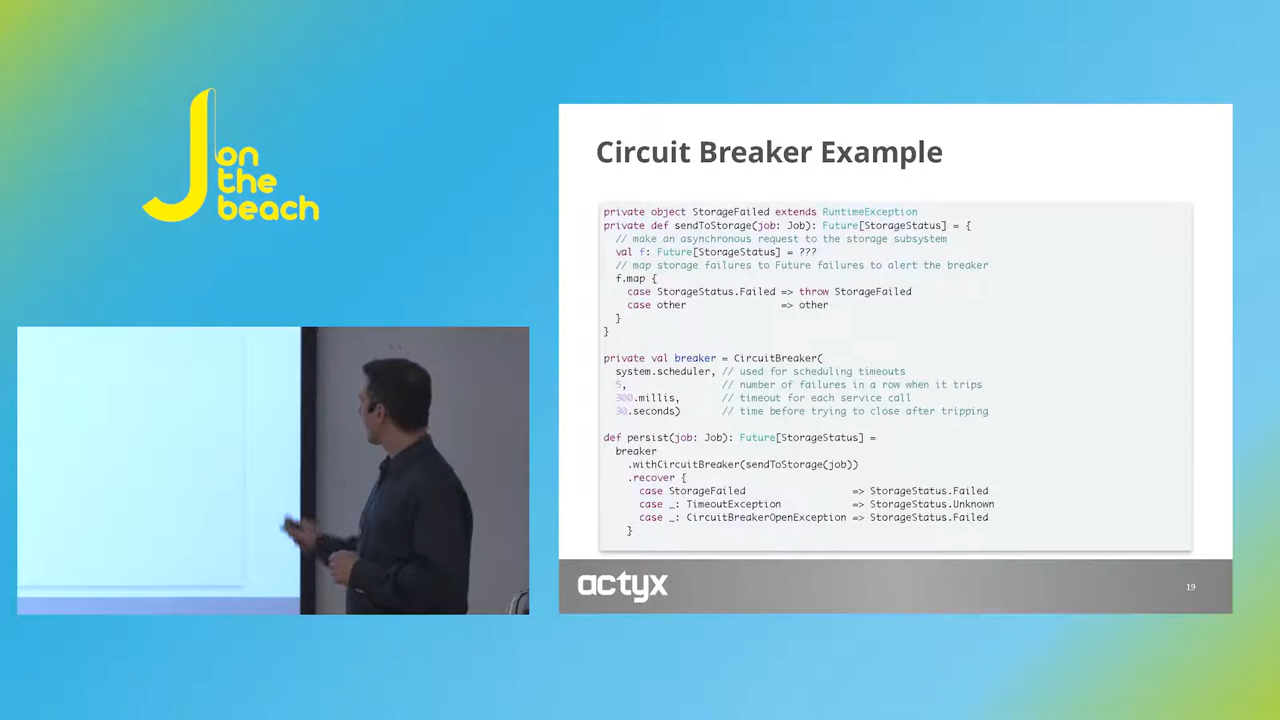 J on
the
beach
Circuit Breaker Example
private object StorageFailed extends RuntimeException
private def sendToStorage(job: Job): Future[StorageStatus] = {
  // make an asynchronous request to the storage subsystem
  val f: Future[StorageStatus] = ???
  // map storage failures to Future failures to alert the breaker
  f.map {
    case StorageStatus.Failed => throw StorageFailed
    case other                => other
  }
}
private val breaker = CircuitBreaker(
  system.scheduler, // used for scheduling timeouts
  5,                // number of failures in a row when it trips
  300.millis,       // timeout for each service call
  30.seconds)       // time before trying to close after tripping
def persist(job: Job): Future[StorageStatus] =
  breaker
    .withCircuitBreaker(sendToStorage(job))
    .recover {
      case StorageFailed                  => StorageStatus.Failed
      case _: TimeoutException            => StorageStatus.Unknown
      case _: CircuitBreakerOpenException => StorageStatus.Failed
    }
actyx
19